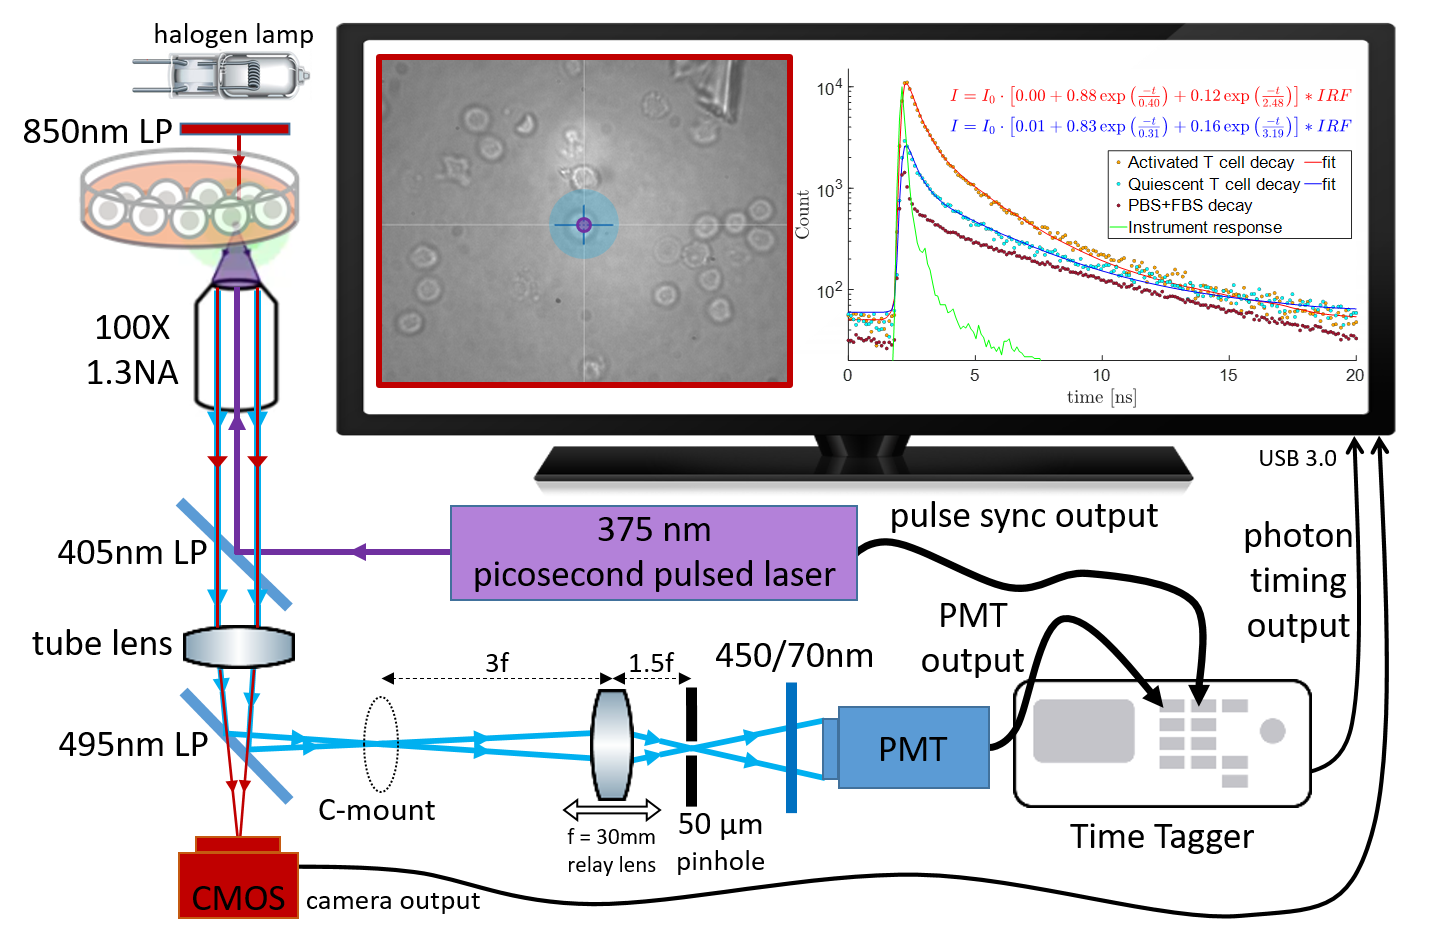 halogen lamp
850nm LP
100X
1.3NA
405nm LP
tube lens
495nm LP
CMOS
camera output
C-mount
3f
1.5f
f = 30mm
relay lens
50 µm
pinhole
450/70nm
PMT
PMT
output
375 nm
picosecond pulsed laser
pulse sync output
Time Tagger
photon
timing
output
USB 3.0
I = I₀ · [0.00 + 0.88 exp (−t/0.40) + 0.12 exp (−t/2.48)] ∗ IRF
I = I₀ · [0.01 + 0.83 exp (−t/0.31) + 0.16 exp (−t/3.19)] ∗ IRF
Activated T cell decay — fit
Quiescent T cell decay — fit
PBS+FBS decay
Instrument response
Count
10⁴
10³
10²
0 5 10 15 20
time [ns]